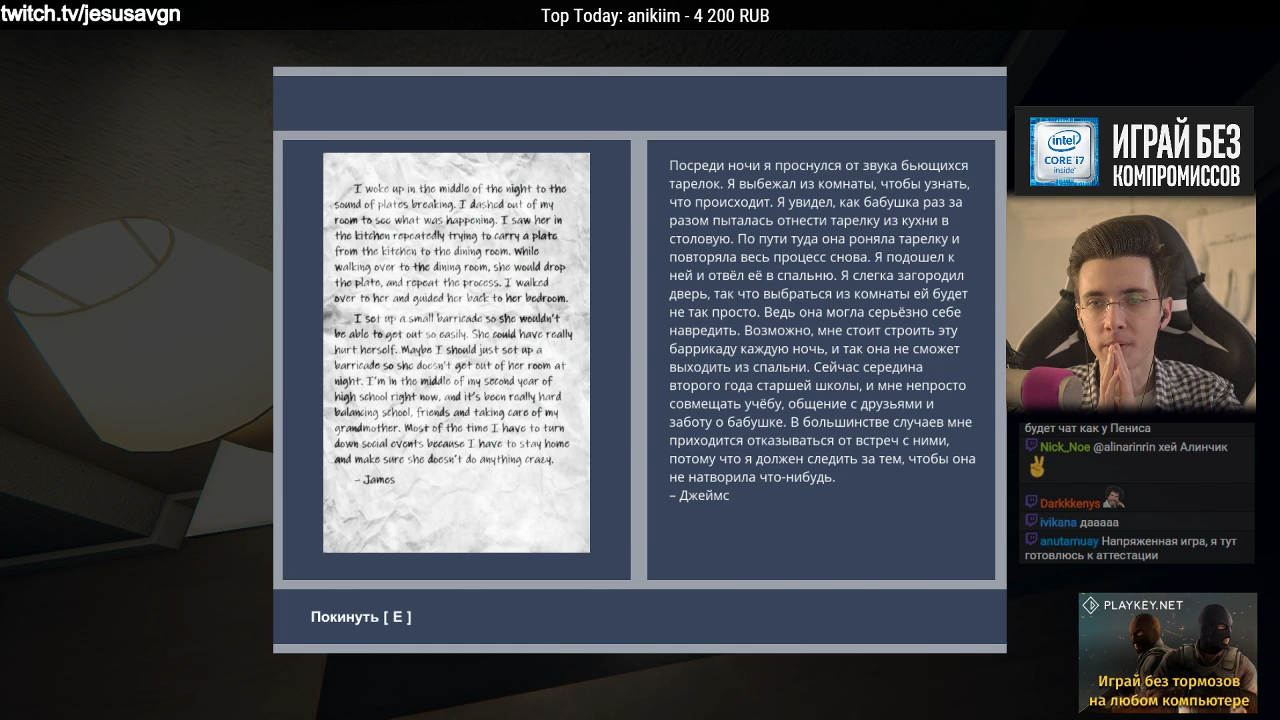 twitch.tv/jesusavgn
Top Today: anikiim - 4 200 RUB
I woke up in the middle of the night to the
sound of plates breaking. I dashed out of my
room to see what was happening. I saw her in
the kitchen repeatedly trying to carry a plate
from the kitchen to the dining room. While
walking over to the dining room, she would drop
the plate, and repeat the process. I walked
over to her and guided her back to her bedroom.
I set up a small barricade so she wouldn't
be able to get out so easily. She could have really
hurt herself. Maybe I should just set up a
barricade so she doesn't get out of her room at
night. I'm in the middle of my second year of
high school right now, and it's been really hard
balancing school, friends and taking care of my
grandmother. Most of the time I have to turn
down social events because I have to stay home
and make sure she doesn't do anything crazy.
- James
Посреди ночи я проснулся от звука бьющихся
тарелок. Я выбежал из комнаты, чтобы узнать,
что происходит. Я увидел, как бабушка раз за
разом пыталась отнести тарелку из кухни в
столовую. По пути туда она роняла тарелку и
повторяла весь процесс снова. Я подошел к
ней и отвёл её в спальню. Я слегка загородил
дверь, так что выбраться из комнаты ей будет
не так просто. Ведь она могла серьёзно себе
навредить. Возможно, мне стоит строить эту
баррикаду каждую ночь, и так она не сможет
выходить из спальни. Сейчас середина
второго года старшей школы, и мне непросто
совмещать учёбу, общение с друзьями и
заботу о бабушке. В большинстве случаев мне
приходится отказываться от встреч с ними,
потому что я должен следить за тем, чтобы она
не натворила что-нибудь.
– Джеймс
Покинуть [ E ]
intel
CORE i7
inside
ИГРАЙ БЕЗ
КОМПРОМИССОВ
будет чат как у Пениса
Nick_Noe @alinarinrin хей Алинчик
Darkkkenys
ivikana дааааа
anutamuay Напряженная игра, я тут
готовлюсь к аттестации
PLAYKEY.NET
Играй без тормозов
на любом компьютере